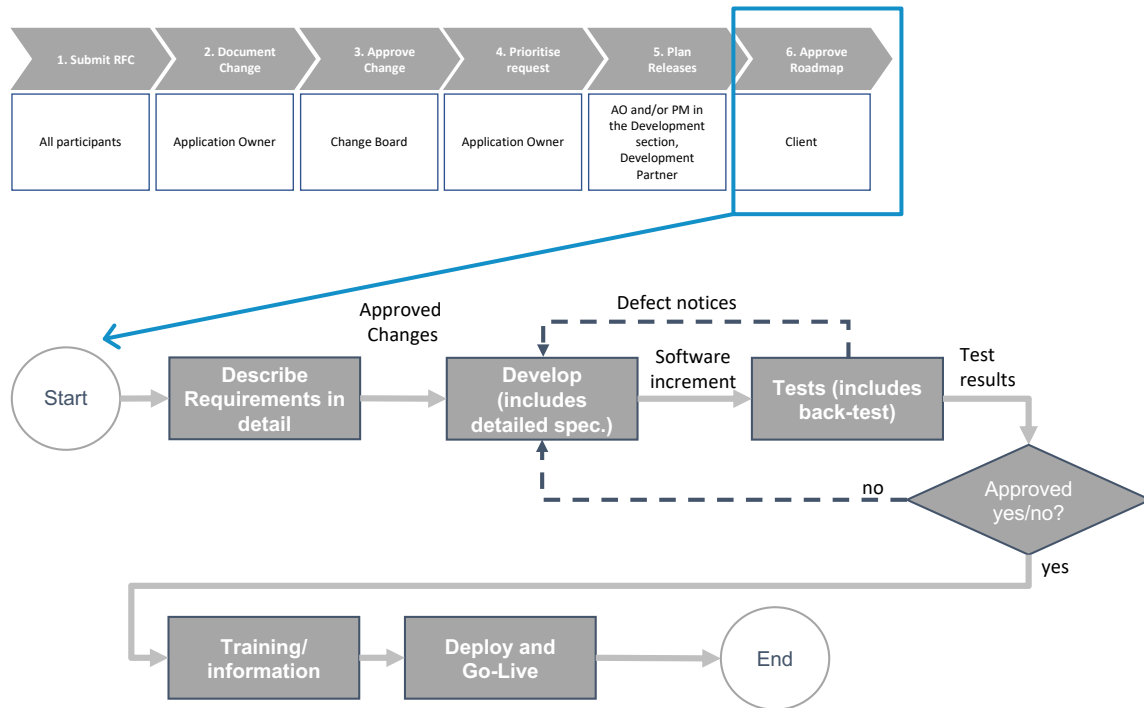 1. Submit RFC
2. Document
Change
3. Approve
Change
4. Prioritise
request
5. Plan
Releases
6. Approve
Roadmap
All participants
Application Owner
Change Board
Application Owner
AO and/or PM in
the Development
section,
Development
Partner
Client
Approved
Changes
Defect notices
Software
increment
Test
results
Start
Describe
Requirements in
detail
Develop
(includes
detailed spec.)
Tests (includes
back-test)
no
Approved
yes/no?
yes
Training/
information
Deploy and
Go-Live
End